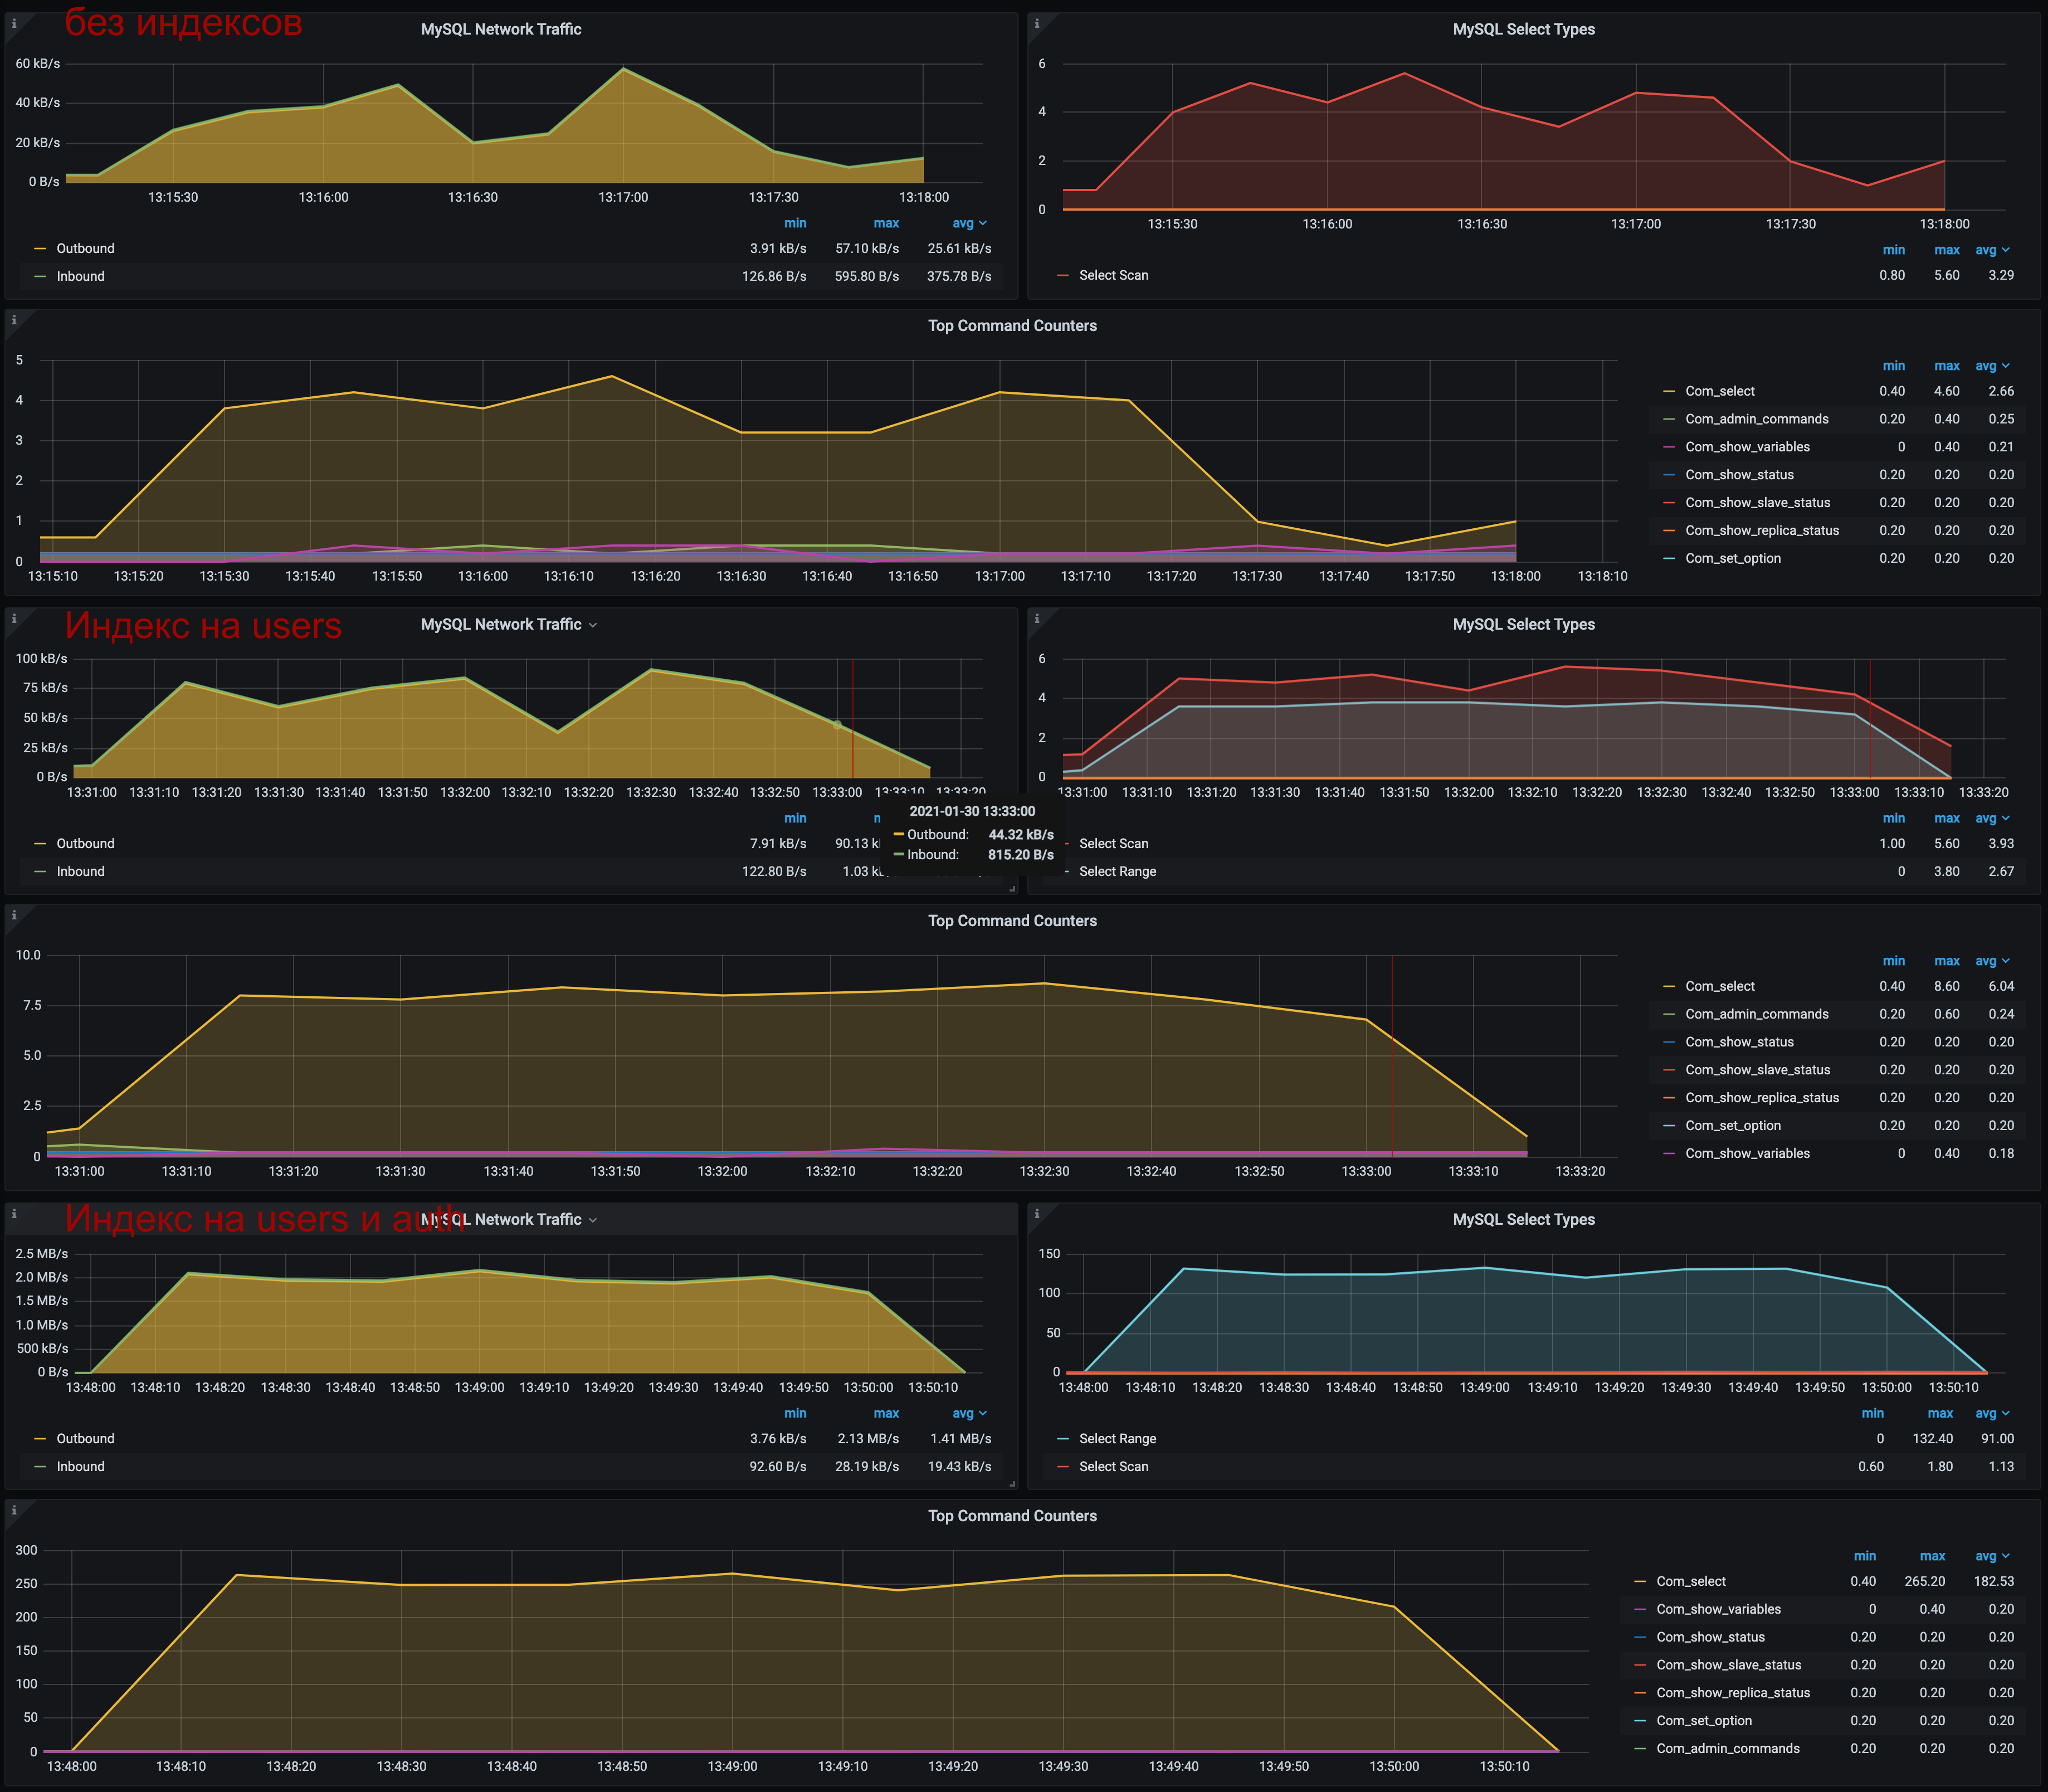 без индексов
MySQL Network Traffic
60 kB/s
40 kB/s
20 kB/s
0 B/s
13:15:30 13:16:00 13:16:30 13:17:00 13:17:30 13:18:00
min max avg
Outbound 3.91 kB/s 57.10 kB/s 25.61 kB/s
Inbound 126.86 B/s 595.80 B/s 375.78 B/s
MySQL Select Types
6
4
2
0
13:15:30 13:16:00 13:16:30 13:17:00 13:17:30 13:18:00
min max avg
Select Scan 0.80 5.60 3.29
Top Command Counters
5
4
3
2
1
0
13:15:10 13:15:20 13:15:30 13:15:40 13:15:50 13:16:00 13:16:10 13:16:20 13:16:30 13:16:40 13:16:50 13:17:00 13:17:10 13:17:20 13:17:30 13:17:40 13:17:50 13:18:00 13:18:10
min max avg
Com_select 0.40 4.60 2.66
Com_admin_commands 0.20 0.40 0.25
Com_show_variables 0 0.40 0.21
Com_show_status 0.20 0.20 0.20
Com_show_slave_status 0.20 0.20 0.20
Com_show_replica_status 0.20 0.20 0.20
Com_set_option 0.20 0.20 0.20
Индекс на users
MySQL Network Traffic
100 kB/s
75 kB/s
50 kB/s
25 kB/s
0 B/s
13:31:00 13:31:10 13:31:20 13:31:30 13:31:40 13:31:50 13:32:00 13:32:10 13:32:20 13:32:30 13:32:40 13:32:50 13:33:00 13:33:10 13:33:20
min
Outbound 7.91 kB/s 90.13
Inbound 122.80 B/s 1.03
2021-01-30 13:33:00
Outbound: 44.32 kB/s
Inbound: 815.20 B/s
MySQL Select Types
6
4
2
0
13:31:00 13:31:10 13:31:20 13:31:30 13:31:40 13:31:50 13:32:00 13:32:10 13:32:20 13:32:30 13:32:40 13:32:50 13:33:00 13:33:10 13:33:20
min max avg
Select Scan 1.00 5.60 3.93
Select Range 0 3.80 2.67
Top Command Counters
10.0
7.5
5.0
2.5
0
13:31:00 13:31:10 13:31:20 13:31:30 13:31:40 13:31:50 13:32:00 13:32:10 13:32:20 13:32:30 13:32:40 13:32:50 13:33:00 13:33:10 13:33:20
min max avg
Com_select 0.40 8.60 6.04
Com_admin_commands 0.20 0.60 0.24
Com_show_status 0.20 0.20 0.20
Com_show_slave_status 0.20 0.20 0.20
Com_show_replica_status 0.20 0.20 0.20
Com_set_option 0.20 0.20 0.20
Com_show_variables 0 0.40 0.18
Индекс на users и auth
MySQL Network Traffic
2.5 MB/s
2.0 MB/s
1.5 MB/s
1.0 MB/s
500 kB/s
0 B/s
13:48:00 13:48:10 13:48:20 13:48:30 13:48:40 13:48:50 13:49:00 13:49:10 13:49:20 13:49:30 13:49:40 13:49:50 13:50:00 13:50:10
min max avg
Outbound 3.76 kB/s 2.13 MB/s 1.41 MB/s
Inbound 92.60 B/s 28.19 kB/s 19.43 kB/s
MySQL Select Types
150
100
50
0
13:48:00 13:48:10 13:48:20 13:48:30 13:48:40 13:48:50 13:49:00 13:49:10 13:49:20 13:49:30 13:49:40 13:49:50 13:50:00 13:50:10
min max avg
Select Range 0 132.40 91.00
Select Scan 0.60 1.80 1.13
Top Command Counters
300
250
200
150
100
50
0
13:48:00 13:48:10 13:48:20 13:48:30 13:48:40 13:48:50 13:49:00 13:49:10 13:49:20 13:49:30 13:49:40 13:49:50 13:50:00 13:50:10
min max avg
Com_select 0.40 265.20 182.53
Com_show_variables 0 0.40 0.20
Com_show_status 0.20 0.20 0.20
Com_show_slave_status 0.20 0.20 0.20
Com_show_replica_status 0.20 0.20 0.20
Com_set_option 0.20 0.20 0.20
Com_admin_commands 0.20 0.20 0.20